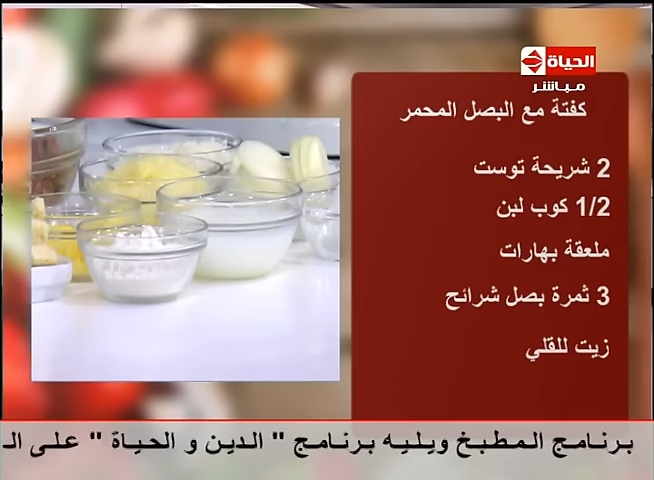 الحياة
مباشر
كفتة مع البصل المحمر
2 شريحة توست
1/2 كوب لبن
ملعقة بهارات
3 ثمرة بصل شرائح
زيت للقلي
برنامج المطبخ ويليه برنامج " الدين و الحياة " على الـ